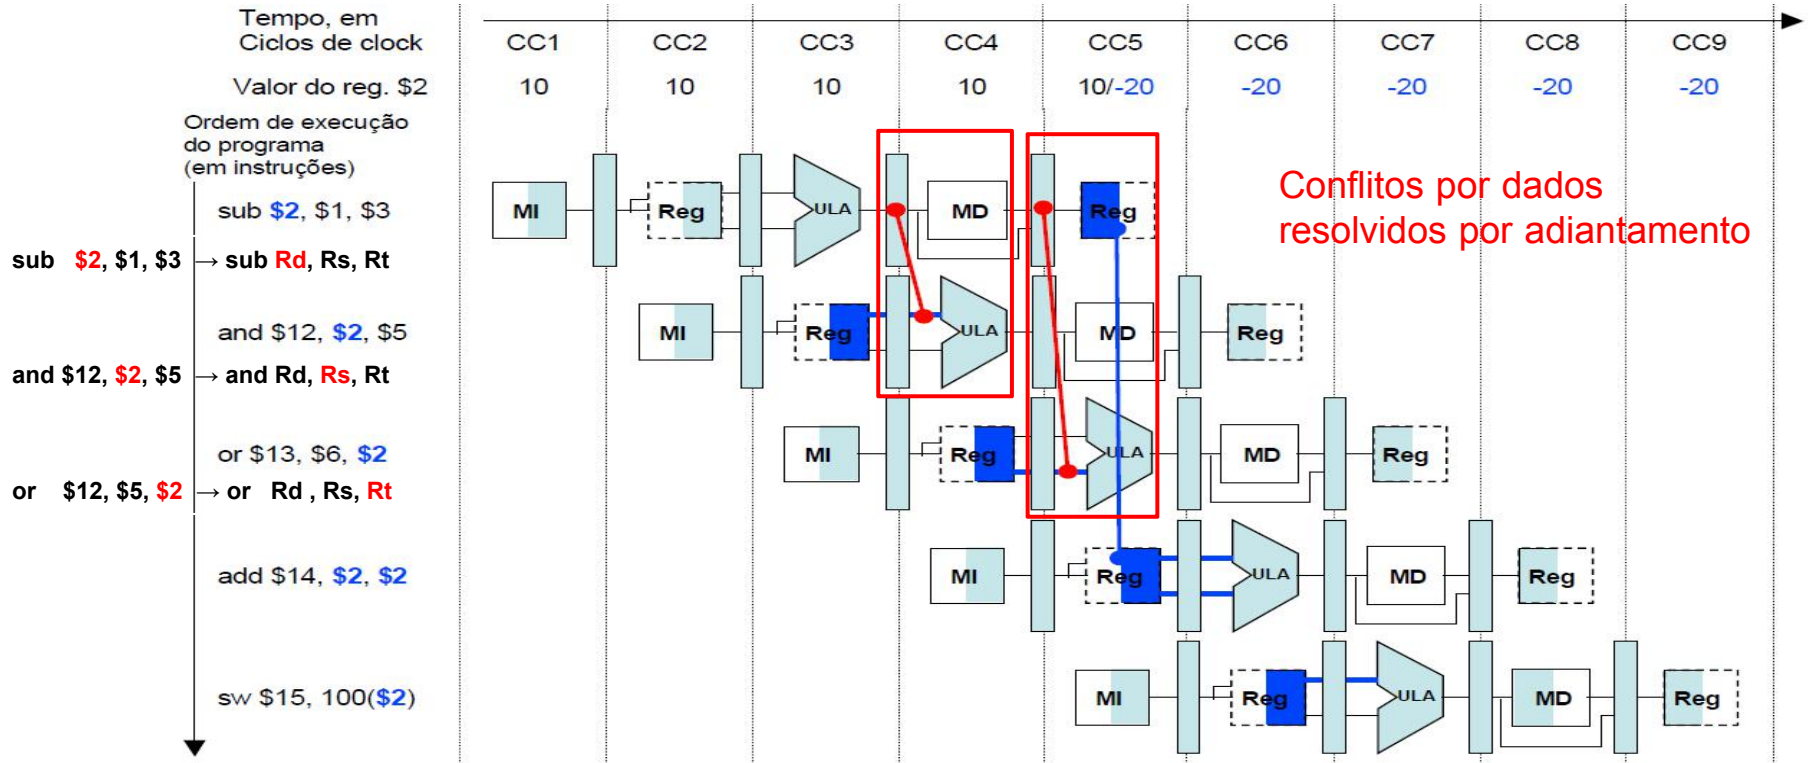 Tempo, em
Ciclos de clock
CC1 CC2 CC3 CC4 CC5 CC6 CC7 CC8 CC9
Valor do reg. $2 10 10 10 10 10/-20 -20 -20 -20 -20
Ordem de execução
do programa
(em instruções)
Conflitos por dados
resolvidos por adiantamento
sub $2, $1, $3 MI Reg ULA MD Reg
sub $2, $1, $3 → sub Rd, Rs, Rt
and $12, $2, $5 MI Reg ULA MD Reg
and $12, $2, $5 → and Rd, Rs, Rt
or $13, $6, $2 MI Reg ULA MD Reg
or $12, $5, $2 → or Rd , Rs, Rt
add $14, $2, $2 MI Reg ULA MD Reg
sw $15, 100($2) MI Reg ULA MD Reg